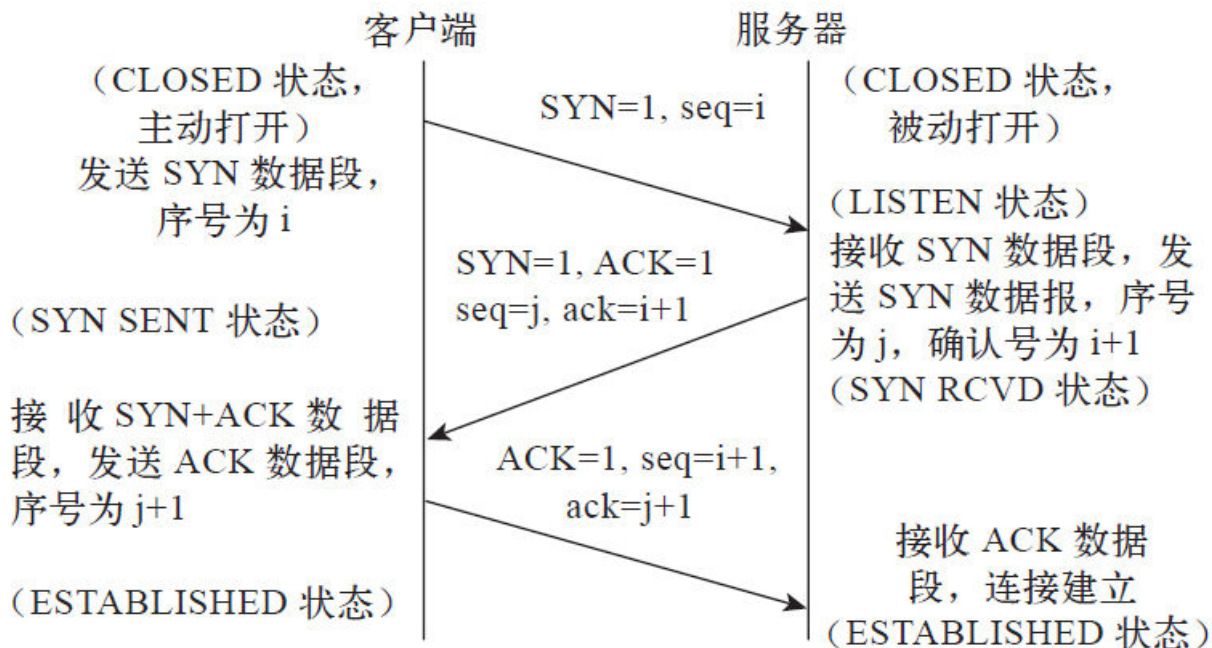 客户端
服务器
（CLOSED 状态，
主动打开）
发送 SYN 数据段，
序号为 i
SYN=1, seq=i
（CLOSED 状态，
被动打开）
（LISTEN 状态）
接收 SYN 数据段，发
送 SYN 数据报，序号
为 j，确认号为 i+1
（SYN RCVD 状态）
SYN=1, ACK=1
seq=j, ack=i+1
（SYN SENT 状态）
接 收 SYN+ACK 数 据
段，发送 ACK 数据段，
序号为 j+1
（ESTABLISHED 状态）
ACK=1, seq=i+1,
ack=j+1
接收 ACK 数据
段，连接建立
（ESTABLISHED 状态）